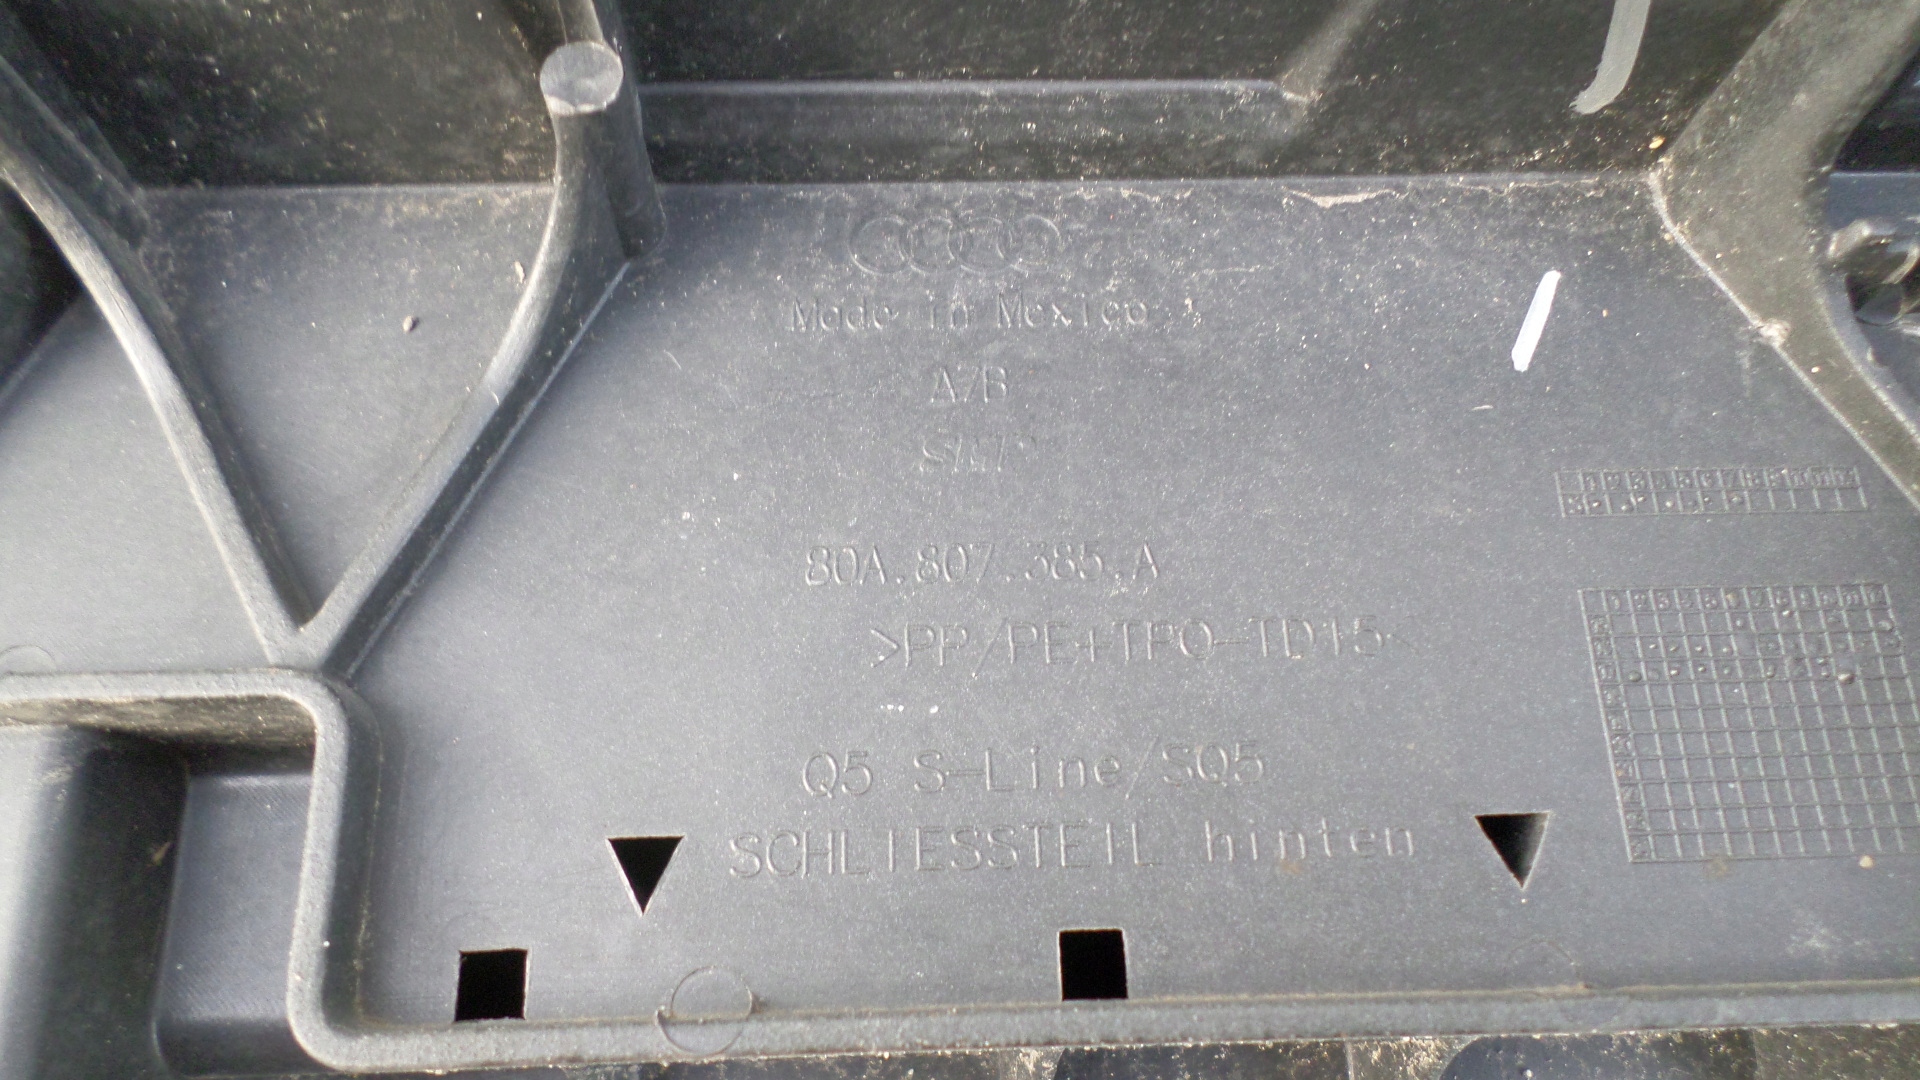 Made in Mexico
A/B
80A.807.385.A
>PP/PE+TPO-TD15<
Q5 S-Line/SQ5
SCHLIESSTEIL hinten